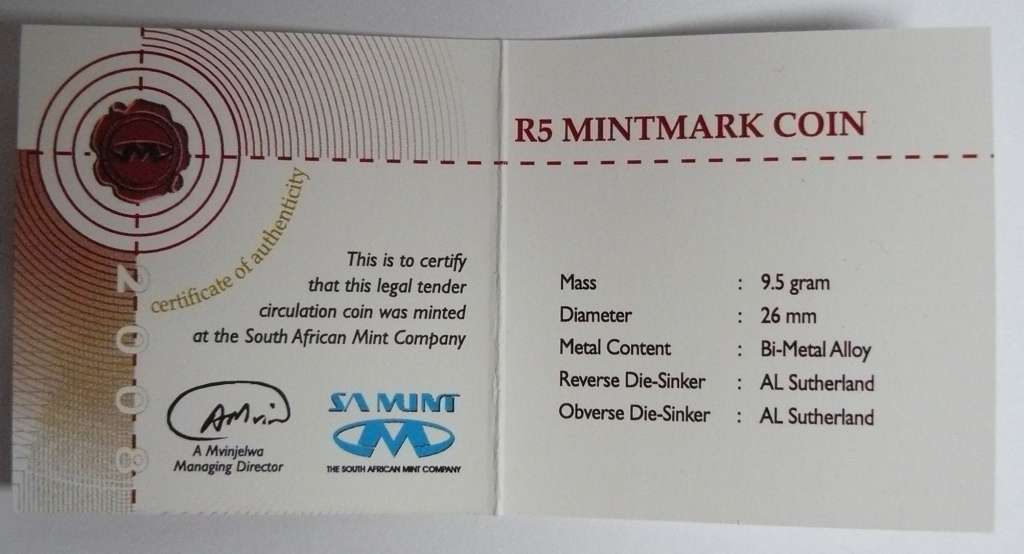 certificate of authenticity
2008
This is to certify
that this legal tender
circulation coin was minted
at the South African Mint Company
A Mvinjelwa
Managing Director
SA MINT
THE SOUTH AFRICAN MINT COMPANY
R5 MINTMARK COIN
Mass : 9.5 gram
Diameter : 26 mm
Metal Content : Bi-Metal Alloy
Reverse Die-Sinker : AL Sutherland
Obverse Die-Sinker : AL Sutherland